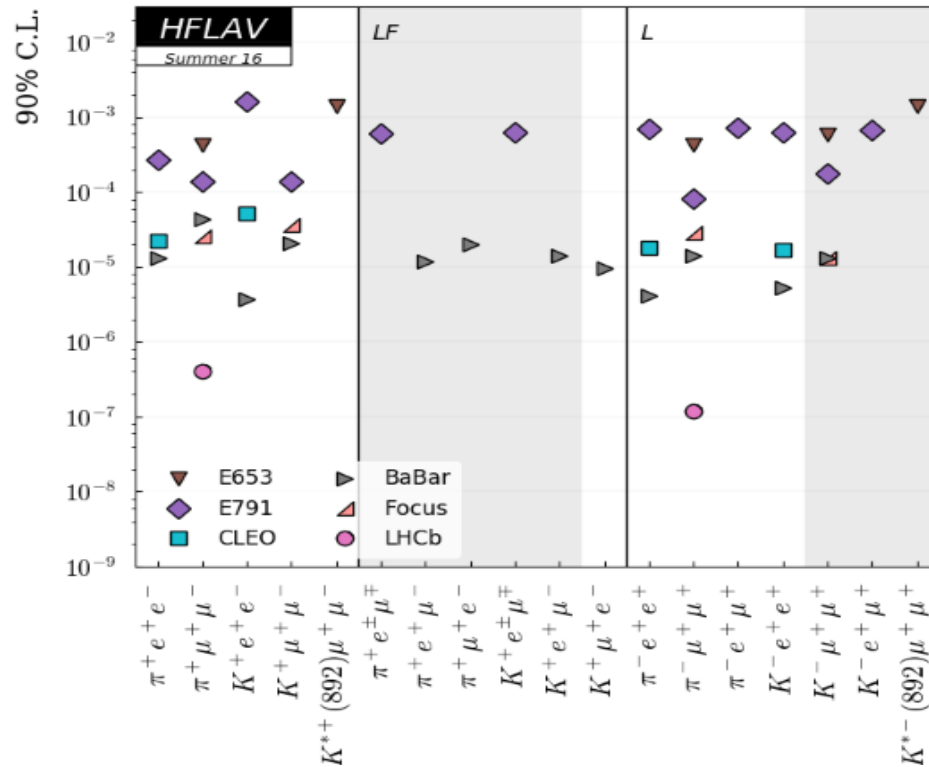 90% C.L.
HFLAV
Summer 16
LF
L
10⁻²
10⁻³
10⁻⁴
10⁻⁵
10⁻⁶
10⁻⁷
10⁻⁸
10⁻⁹
E653
E791
CLEO
BaBar
Focus
LHCb
π⁺e⁺e⁻
π⁺μ⁺μ⁻
K⁺e⁺e⁻
K⁺μ⁺μ⁻
K*⁺(892)μ⁺μ⁻
π⁺e±μ∓
π⁺e⁺μ⁻
π⁺μ⁺e⁻
K⁺e±μ∓
K⁺e⁺μ⁻
K⁺μ⁺e⁻
π⁻e⁺e⁺
π⁻μ⁺μ⁺
π⁻e⁺μ⁺
K⁻e⁺e⁺
K⁻μ⁺μ⁺
K⁻e⁺μ⁺
K*⁻(892)μ⁺μ⁺